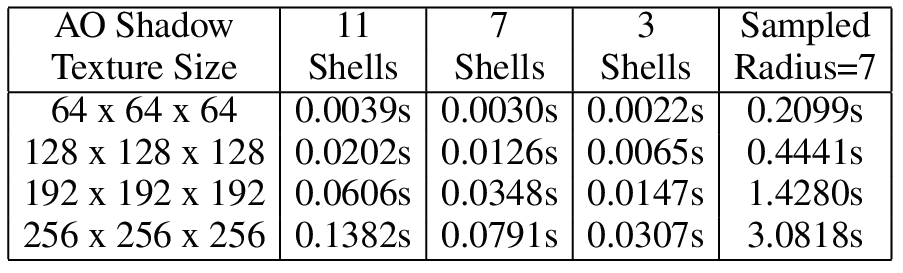 AO Shadow 11 7 3 Sampled
Texture Size Shells Shells Shells Radius=7
64 x 64 x 64 0.0039s 0.0030s 0.0022s 0.2099s
128 x 128 x 128 0.0202s 0.0126s 0.0065s 0.4441s
192 x 192 x 192 0.0606s 0.0348s 0.0147s 1.4280s
256 x 256 x 256 0.1382s 0.0791s 0.0307s 3.0818s